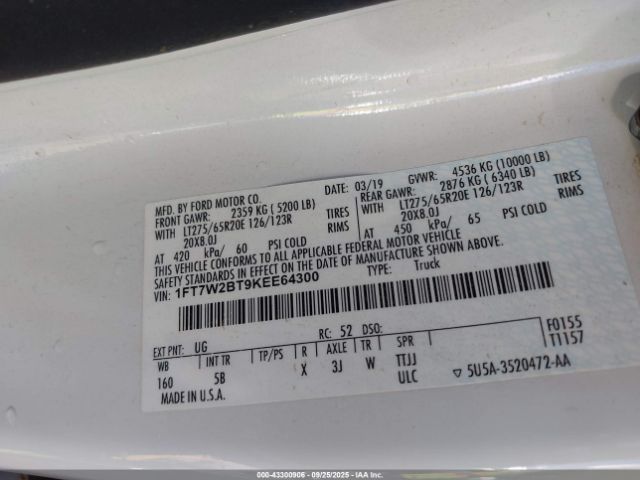 MFD. BY FORD MOTOR CO. 03/19 GVWR: 4536 KG (10000 LB)
FRONT GAWR: 2359 KG ( 5200 LB) REAR GAWR: 2876 KG ( 6340 LB)
WITH LT275/65R20E 126/123R TIRES WITH LT275/65R20E 126/123R TIRES
20X8.0J RIMS 20X8.0J RIMS
AT 420 kPa/ 60 PSI COLD AT 450 kPa/ 65 PSI COLD
THIS VEHICLE CONFORMS TO ALL APPLICABLE FEDERAL MOTOR VEHICLE
SAFETY STANDARDS IN EFFECT ON THE DATE OF MANUFACTURE SHOWN ABOVE.
VIN: 1FT7W2BT9KEE64300 TYPE: Truck
F0155
T1157
EXT PNT: UG RC: 52 DSO:
WB INT TR TP/PS R AXLE TR SPR
160 5B X 3J W TTJJ
ULC
MADE IN U.S.A. ▽ 5U5A-3520472-AA
000-43300906 - 09/25/2025 - IAA Inc.